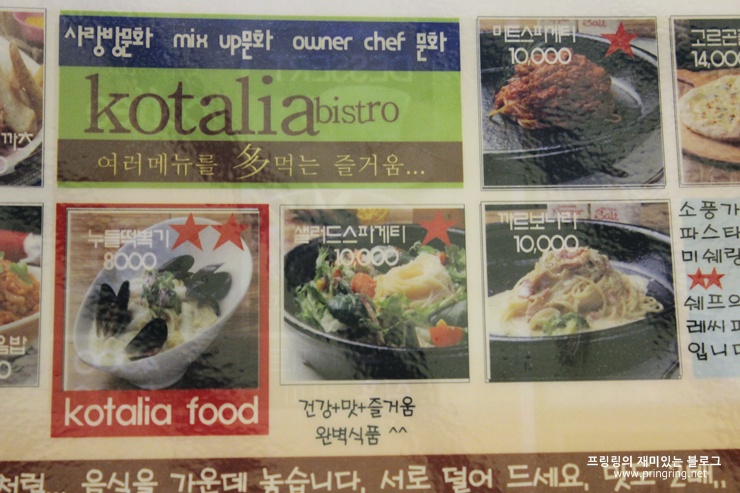 사랑방문화 mix up문화 owner chef 문화
kotalia bistro
여러메뉴를 多 먹는 즐거움...
미트스파게티
10,000
고르곤졸
14,000
누들떡볶기
8000
kotalia food
샐러드스파게티
10,000
건강+맛+즐거움
완벽식품 ^^
까르보나라
10,000
소풍가
파스타
미쉐링
쉐프의
레씨피
입니다
음식을 가운데 놓습니다, 서로 덜어 드세요,
프링링의 재미있는 블로그
www.pringring.net